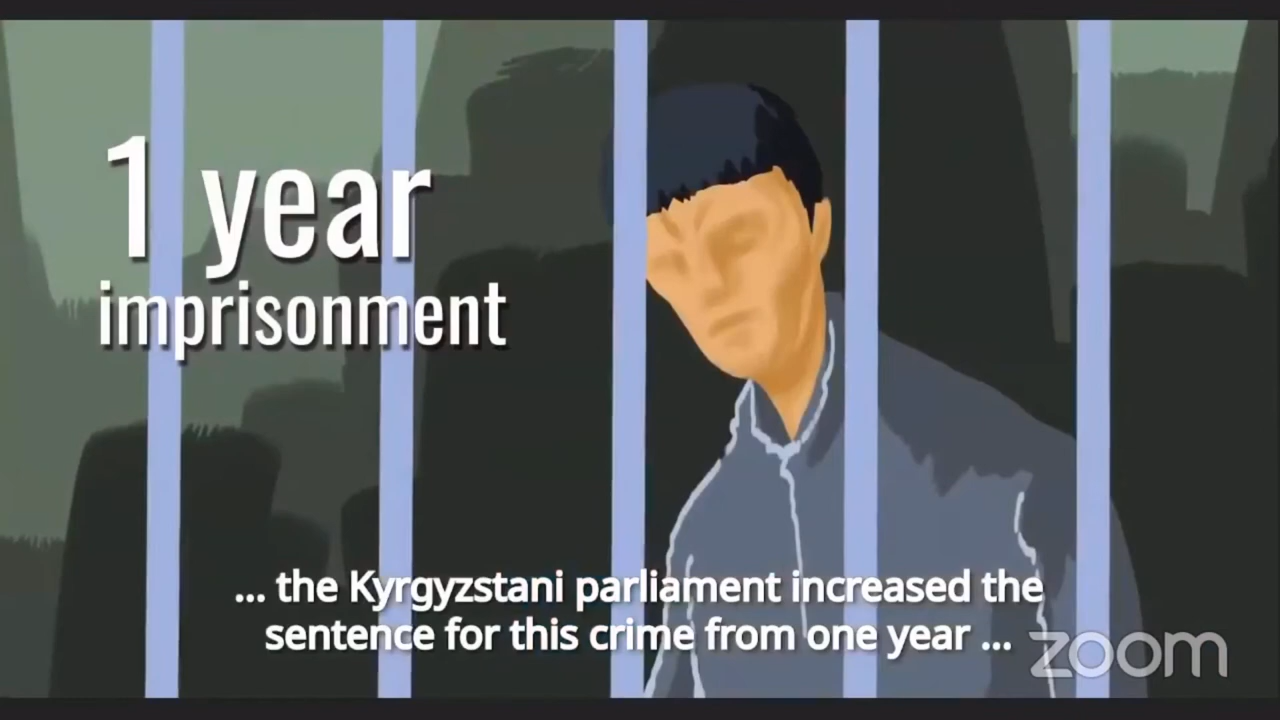 1 year
imprisonment
... the Kyrgyzstani parliament increased the
sentence for this crime from one year ...
zoom